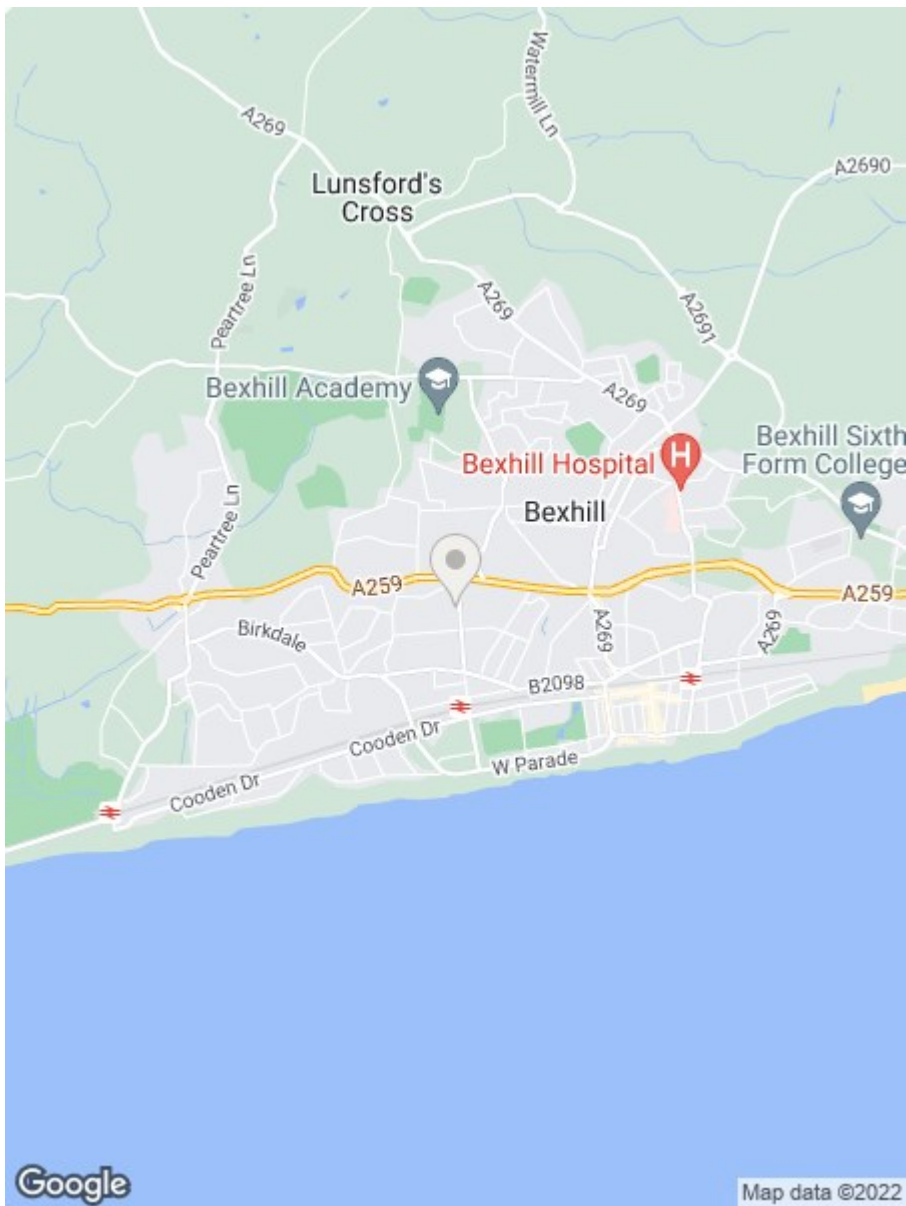 Watermill Ln
A269
A2690
Lunsford's
Cross
Peartree Ln
A269
A2691
Bexhill Academy
A269
Bexhill Sixth
Form College
Bexhill Hospital
H
Bexhill
Peartree Ln
A259
A259
Birkdale
A269
A269
B2098
Cooden Dr
W Parade
Cooden Dr
Google
Map data ©2022